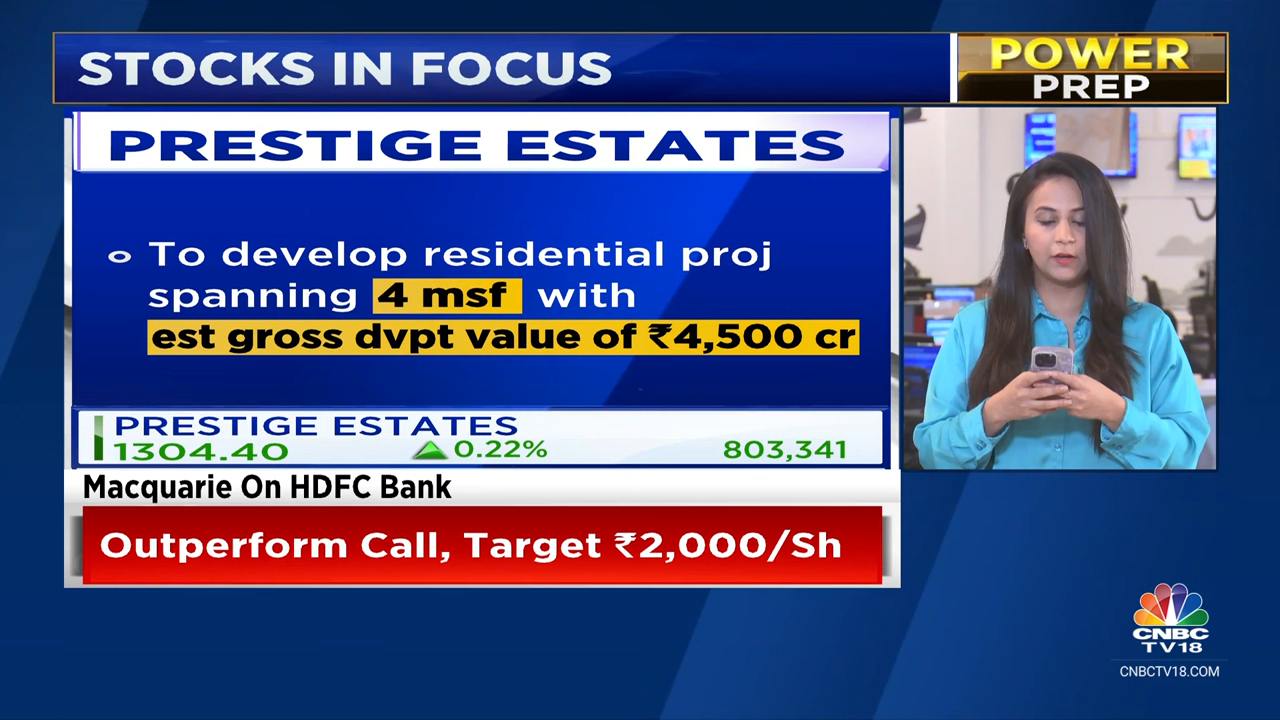 STOCKS IN FOCUS
POWER
PREP
PRESTIGE ESTATES
To develop residential proj
spanning 4 msf with
est gross dvpt value of ₹4,500 cr
PRESTIGE ESTATES
1304.40 0.22% 803,341
Macquarie On HDFC Bank
Outperform Call, Target ₹2,000/Sh
CNBC
TV18
CNBCTV18.COM